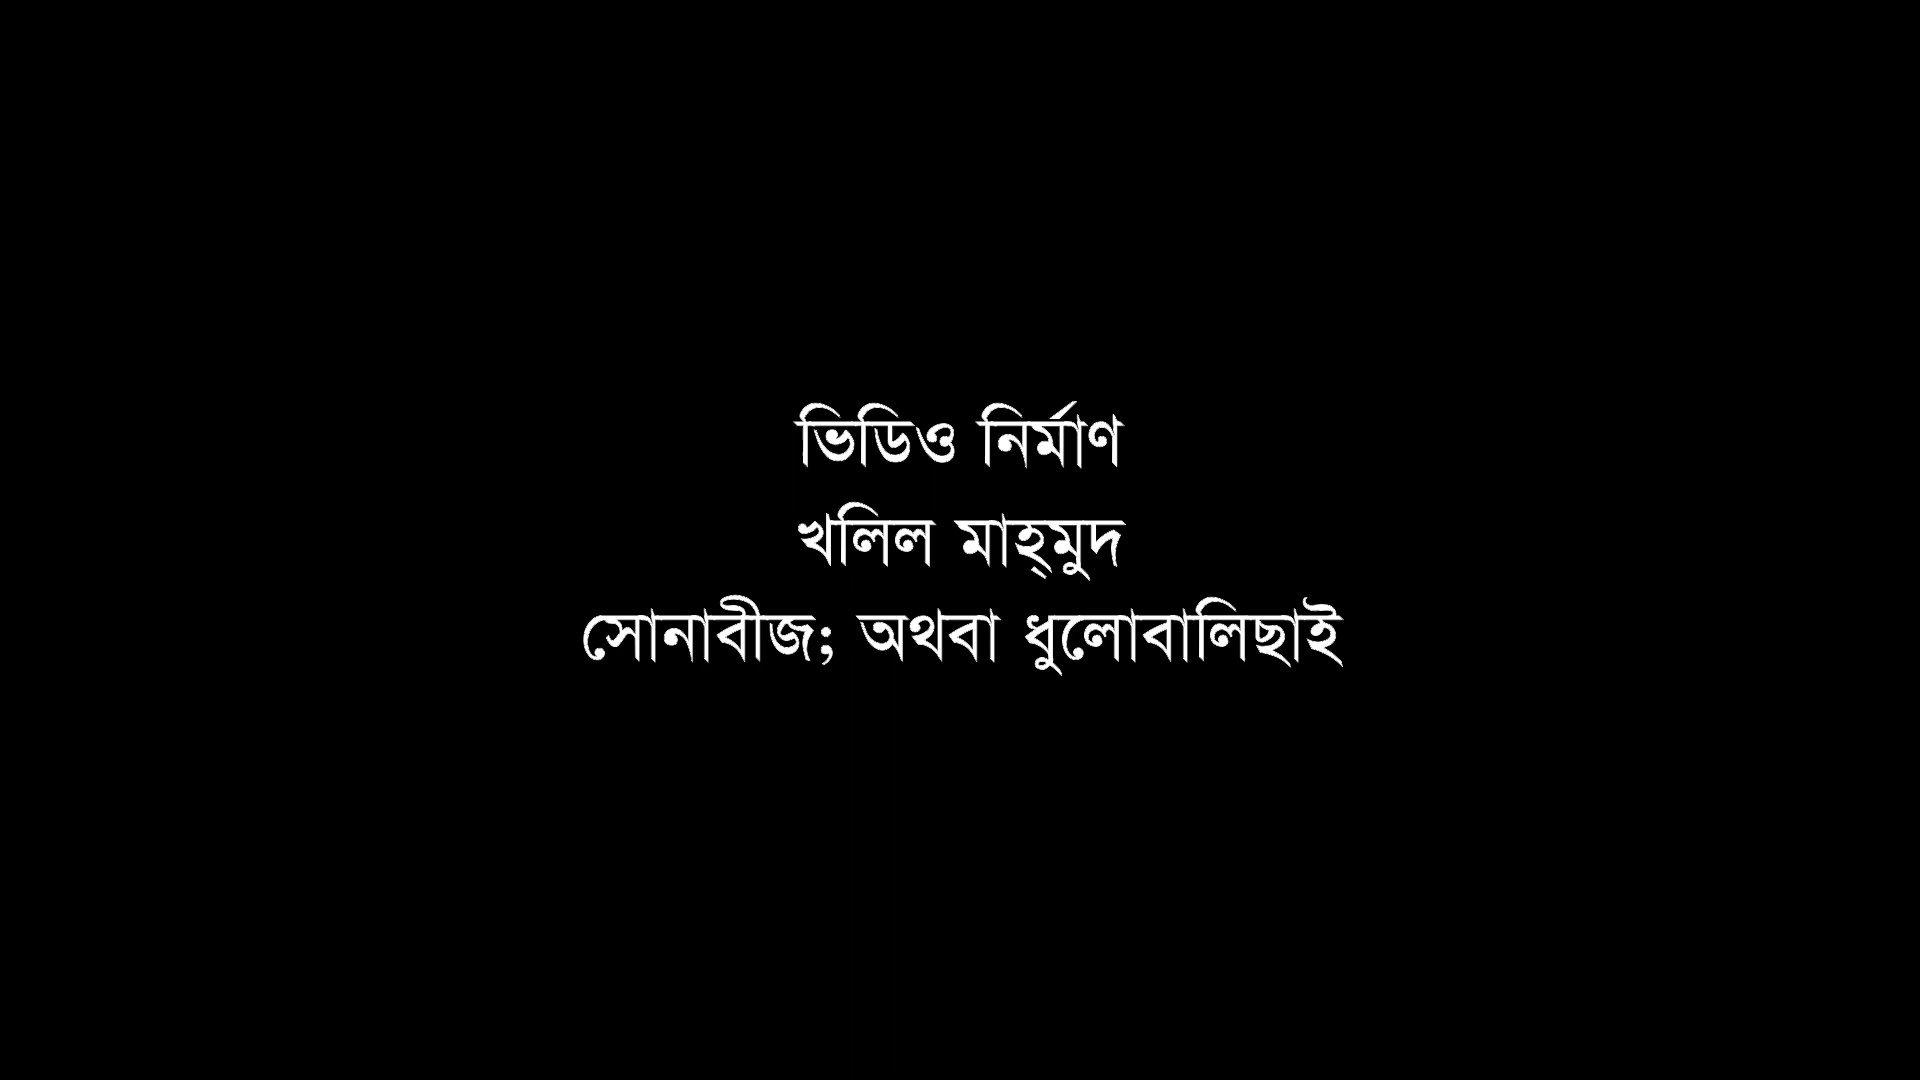 ভিডিও নির্মাণ
খলিল মাহ্‌মুদ
সোনাবীজ; অথবা ধুলোবালিছাই